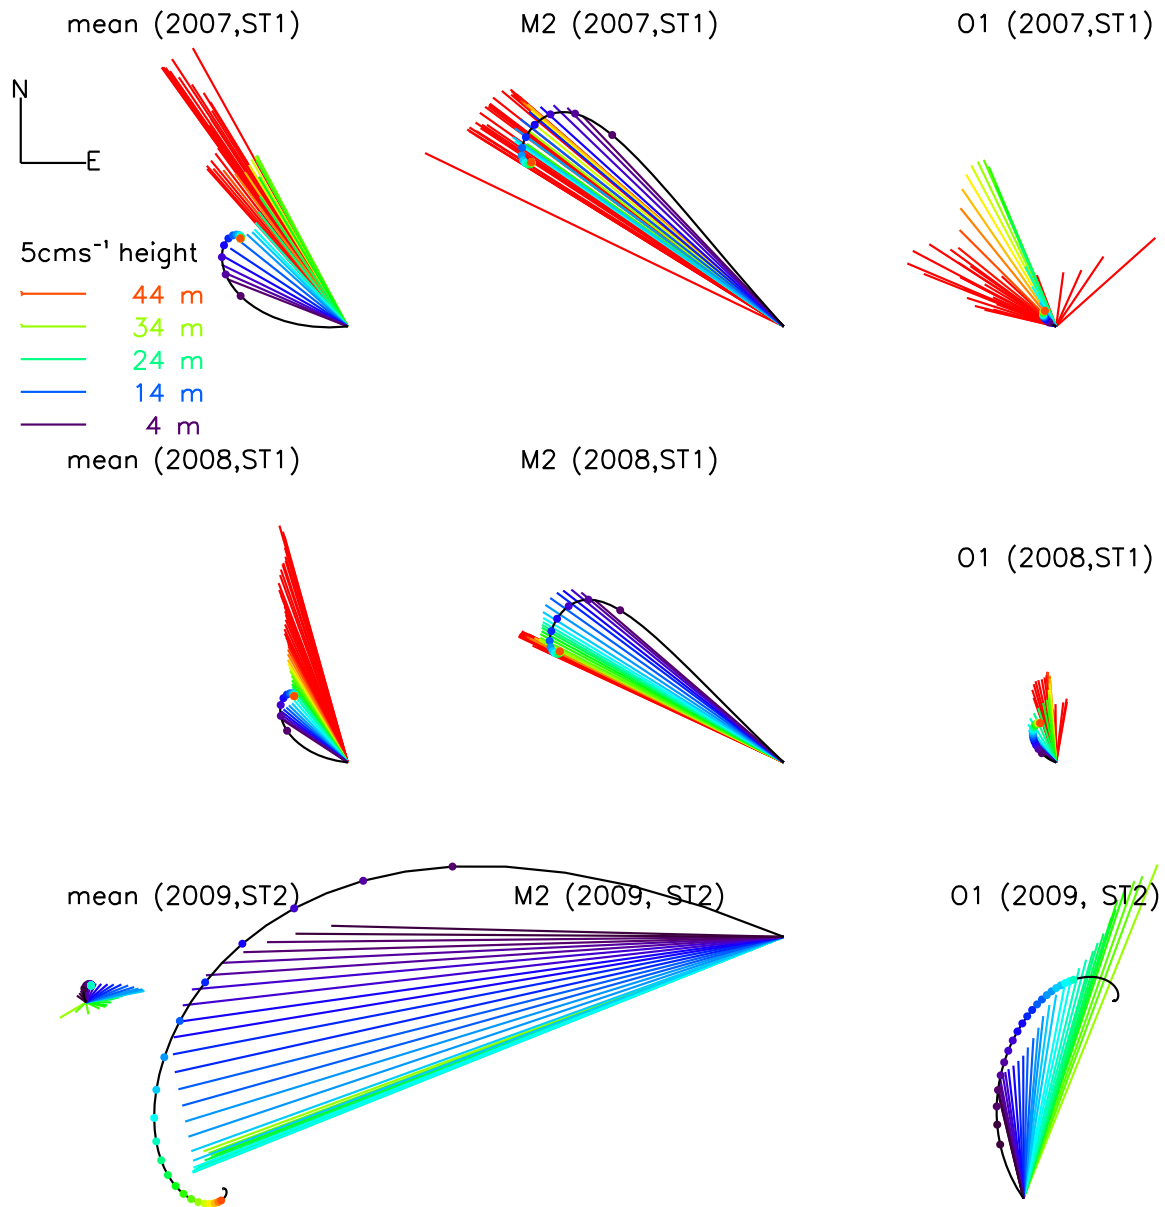 mean (2007,ST1) M2 (2007,ST1) O1 (2007,ST1)
N
E
5cms⁻¹ height
44 m
34 m
24 m
14 m
4 m
mean (2008,ST1) M2 (2008,ST1)
O1 (2008,ST1)
mean (2009,ST2) M2 (2009, ST2) O1 (2009, ST2)